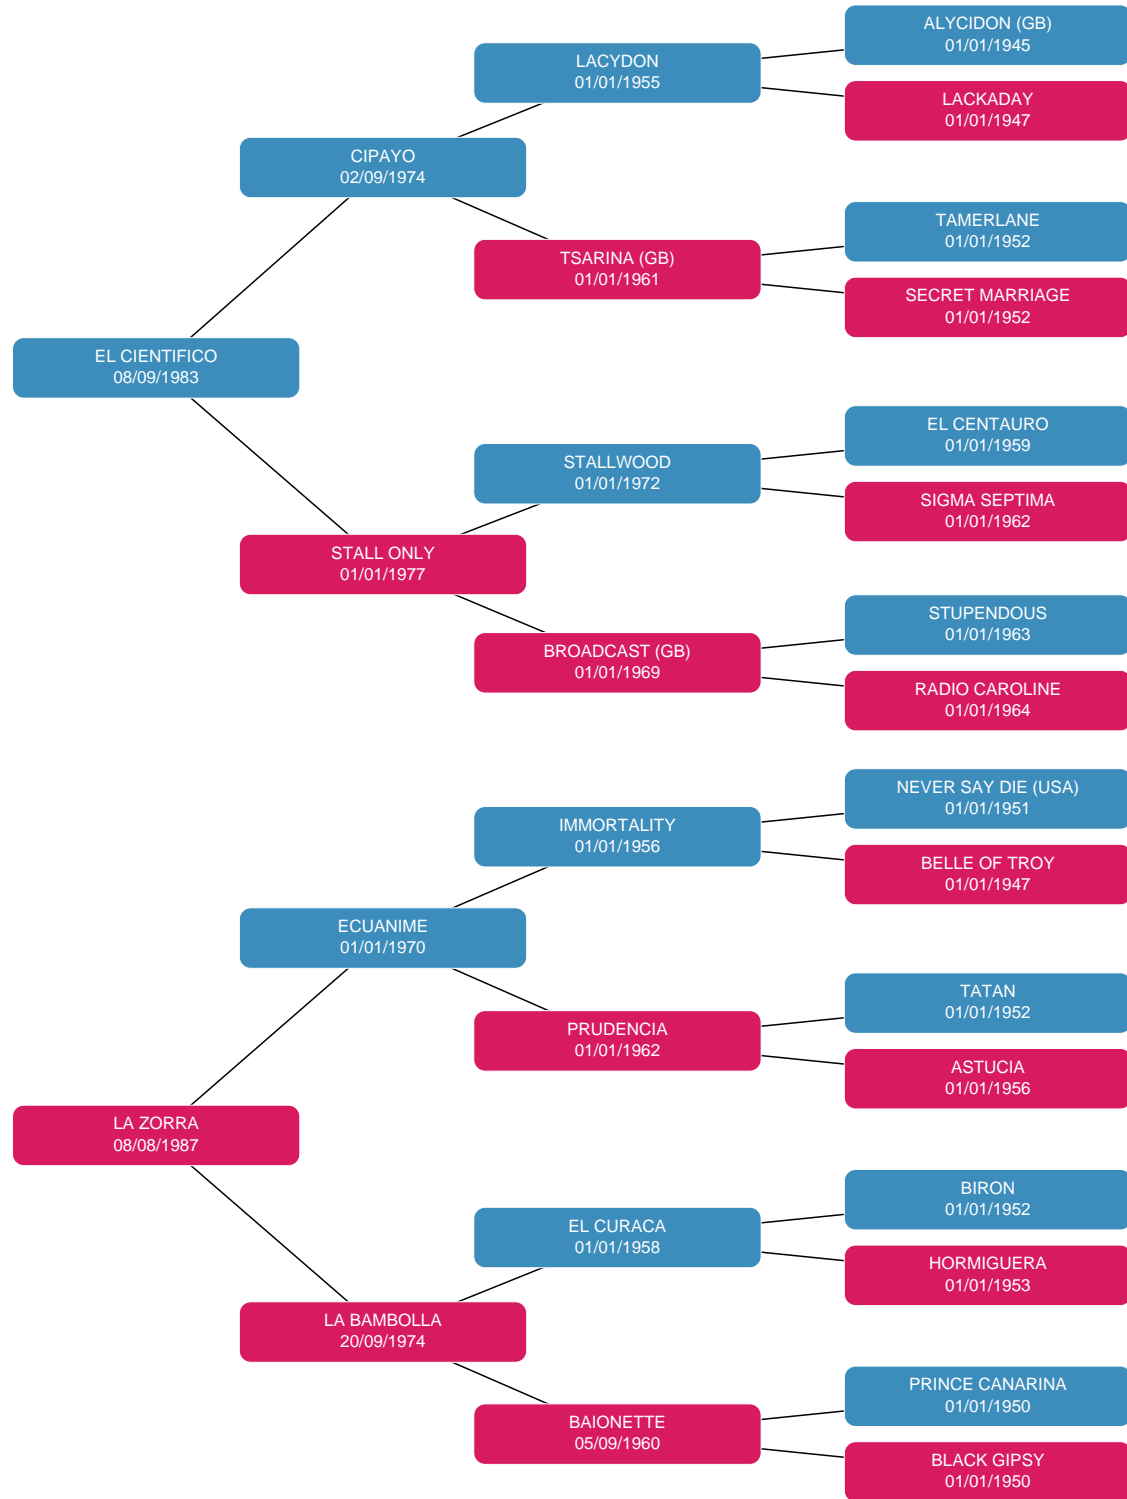 ALYCIDON (GB)
01/01/1945
LACYDON
01/01/1955
LACKADAY
01/01/1947
CIPAYO
02/09/1974
TAMERLANE
01/01/1952
TSARINA (GB)
01/01/1961
SECRET MARRIAGE
01/01/1952
EL CIENTIFICO
08/09/1983
EL CENTAURO
01/01/1959
STALLWOOD
01/01/1972
SIGMA SEPTIMA
01/01/1962
STALL ONLY
01/01/1977
STUPENDOUS
01/01/1963
BROADCAST (GB)
01/01/1969
RADIO CAROLINE
01/01/1964
NEVER SAY DIE (USA)
01/01/1951
IMMORTALITY
01/01/1956
BELLE OF TROY
01/01/1947
ECUANIME
01/01/1970
TATAN
01/01/1952
PRUDENCIA
01/01/1962
ASTUCIA
01/01/1956
LA ZORRA
08/08/1987
BIRON
01/01/1952
EL CURACA
01/01/1958
HORMIGUERA
01/01/1953
LA BAMBOLLA
20/09/1974
PRINCE CANARINA
01/01/1950
BAIONETTE
05/09/1960
BLACK GIPSY
01/01/1950